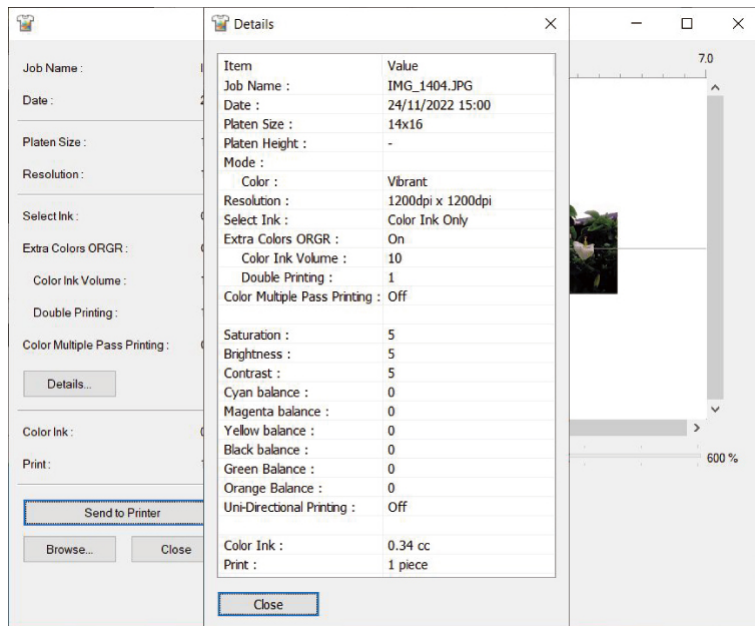 Details
Item Value
Job Name : IMG_1404.JPG
Date : 24/11/2022 15:00
Platen Size : 14x16
Platen Height : -
Mode :
Color : Vibrant
Resolution : 1200dpi x 1200dpi
Select Ink : Color Ink Only
Extra Colors ORGR : On
Color Ink Volume : 10
Double Printing : 1
Color Multiple Pass Printing : Off
Saturation : 5
Brightness : 5
Contrast : 5
Cyan balance : 0
Magenta balance : 0
Yellow balance : 0
Black balance : 0
Green Balance : 0
Orange Balance : 0
Uni-Directional Printing : Off
Color Ink : 0.34 cc
Print : 1 piece
Close
Job Name :
Date :
Platen Size :
Resolution :
Select Ink :
Extra Colors ORGR :
Color Ink Volume :
Double Printing :
Color Multiple Pass Printing :
Details...
Color Ink :
Print :
Send to Printer
Browse... Close
7.0
600 %